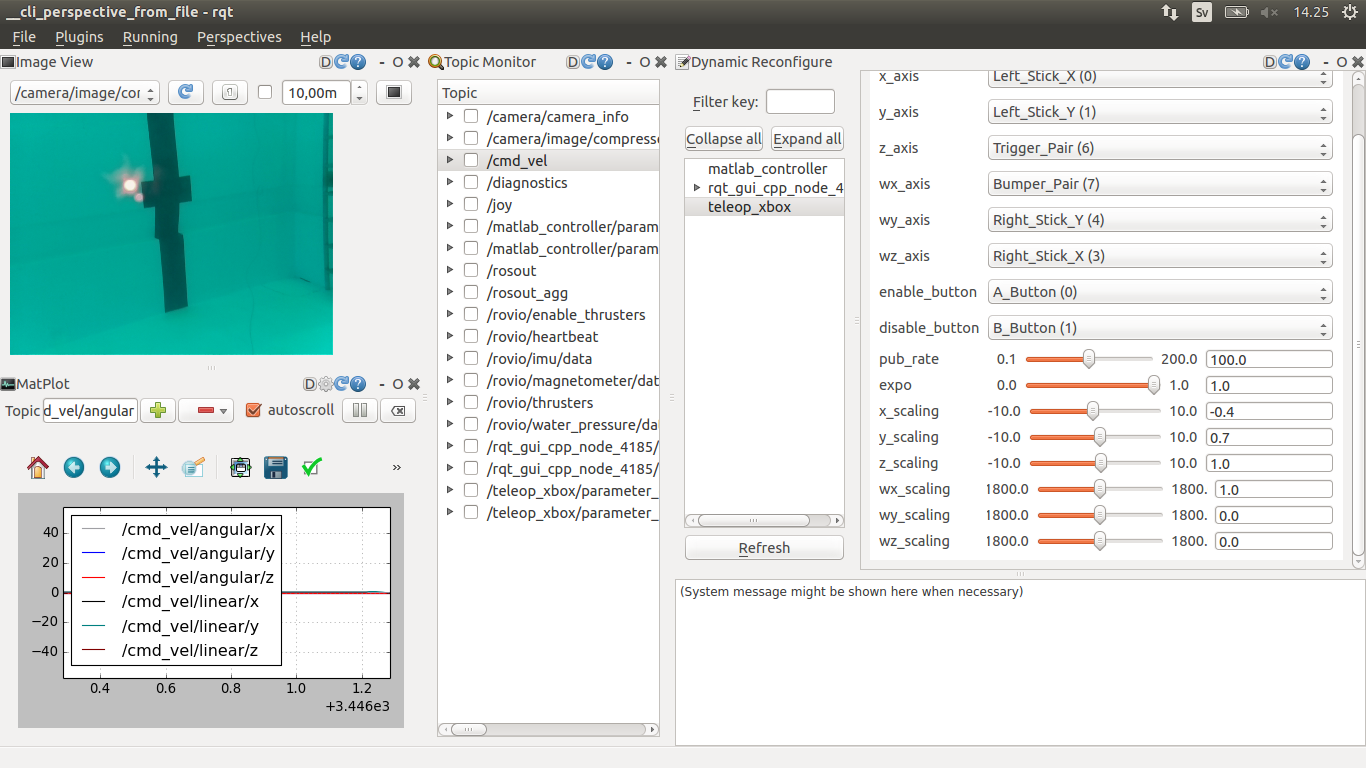 __cli_perspective_from_file - rqt
Sv
14.25
File Plugins Running Perspectives Help
Image View
D
- O
/camera/image/cor
10,00m
MatPlot
D
- O
Topic d_vel/angular
autoscroll
»
40
20
0
−20
−40
/cmd_vel/angular/x
/cmd_vel/angular/y
/cmd_vel/angular/z
/cmd_vel/linear/x
/cmd_vel/linear/y
/cmd_vel/linear/z
0.4 0.6 0.8 1.0 1.2
+3.446e3
Topic Monitor
D
- O
Topic
/camera/camera_info
/camera/image/compresse
/cmd_vel
/diagnostics
/joy
/matlab_controller/param
/matlab_controller/param
/rosout
/rosout_agg
/rovio/enable_thrusters
/rovio/heartbeat
/rovio/imu/data
/rovio/magnetometer/dat
/rovio/thrusters
/rovio/water_pressure/dat
/rqt_gui_cpp_node_4185/
/rqt_gui_cpp_node_4185/
/teleop_xbox/parameter_
/teleop_xbox/parameter_
Dynamic Reconfigure
D
- O
Filter key:
Collapse all Expand all
matlab_controller
rqt_gui_cpp_node_4
teleop_xbox
Refresh
x_axis Left_Stick_X (0)
y_axis Left_Stick_Y (1)
z_axis Trigger_Pair (6)
wx_axis Bumper_Pair (7)
wy_axis Right_Stick_Y (4)
wz_axis Right_Stick_X (3)
enable_button A_Button (0)
disable_button B_Button (1)
pub_rate 0.1 200.0 100.0
expo 0.0 1.0 1.0
x_scaling -10.0 10.0 -0.4
y_scaling -10.0 10.0 0.7
z_scaling -10.0 10.0 1.0
wx_scaling 1800.0 1800. 1.0
wy_scaling 1800.0 1800. 0.0
wz_scaling 1800.0 1800. 0.0
(System message might be shown here when necessary)